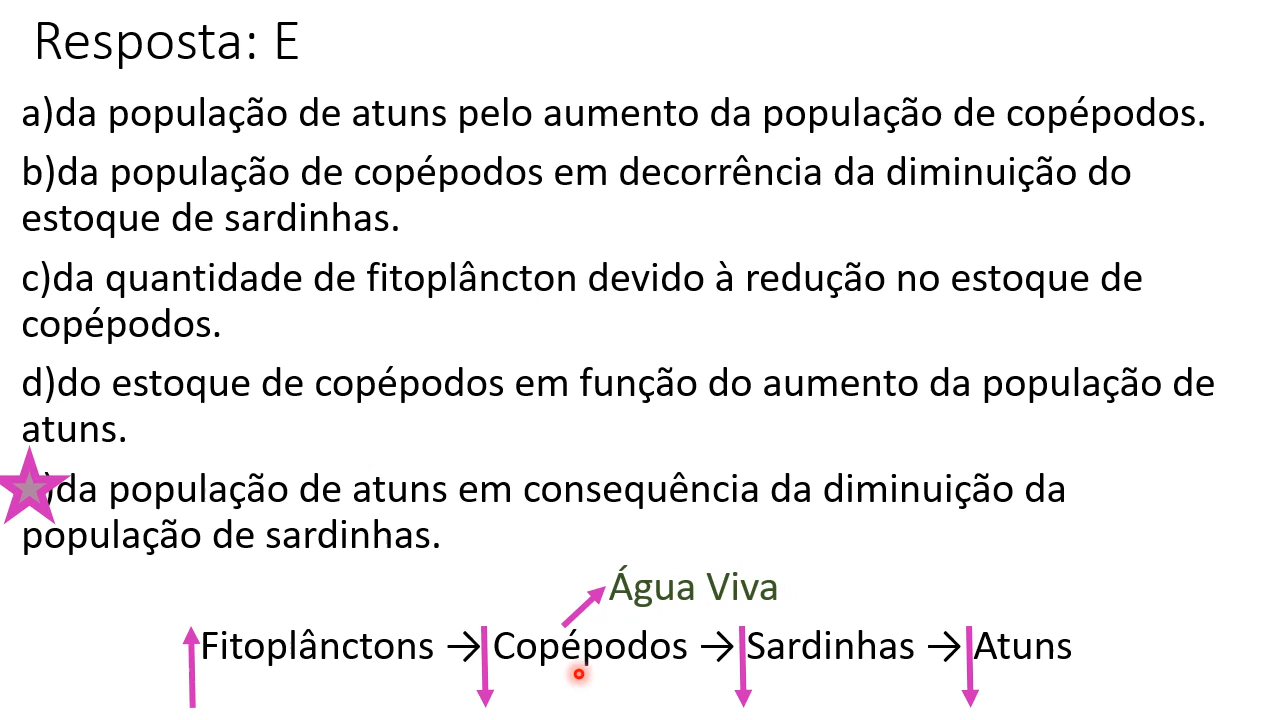 Resposta: E
a)da população de atuns pelo aumento da população de copépodos.
b)da população de copépodos em decorrência da diminuição do
estoque de sardinhas.
c)da quantidade de fitoplâncton devido à redução no estoque de
copépodos.
d)do estoque de copépodos em função do aumento da população de
atuns.
)da população de atuns em consequência da diminuição da
população de sardinhas.
Água Viva
Fitoplânctons → Copépodos → Sardinhas → Atuns